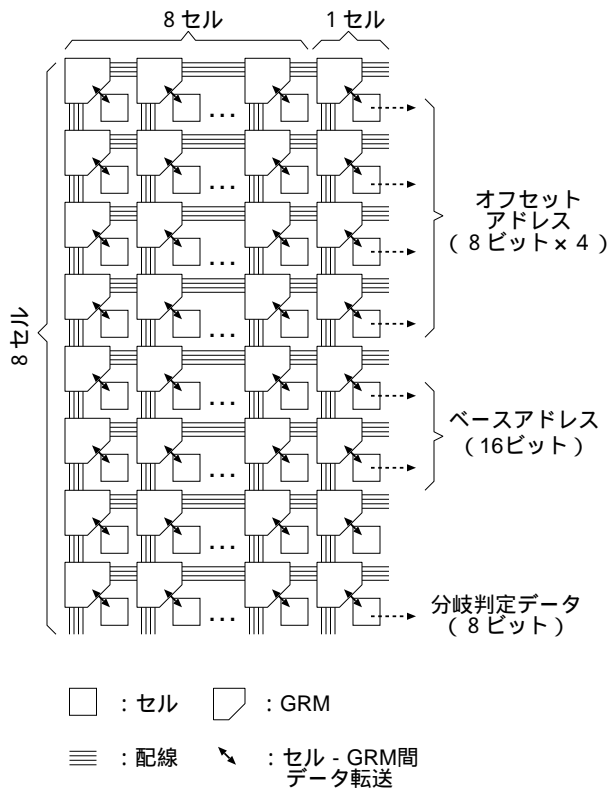 8 セル
1 セル
8 セル
...
...
...
...
...
...
...
...
オフセット
アドレス
( 8 ビット × 4 )
ベースアドレス
( 16ビット )
分岐判定データ
( 8 ビット )
: セル
: GRM
: 配線
: セル - GRM間
データ転送